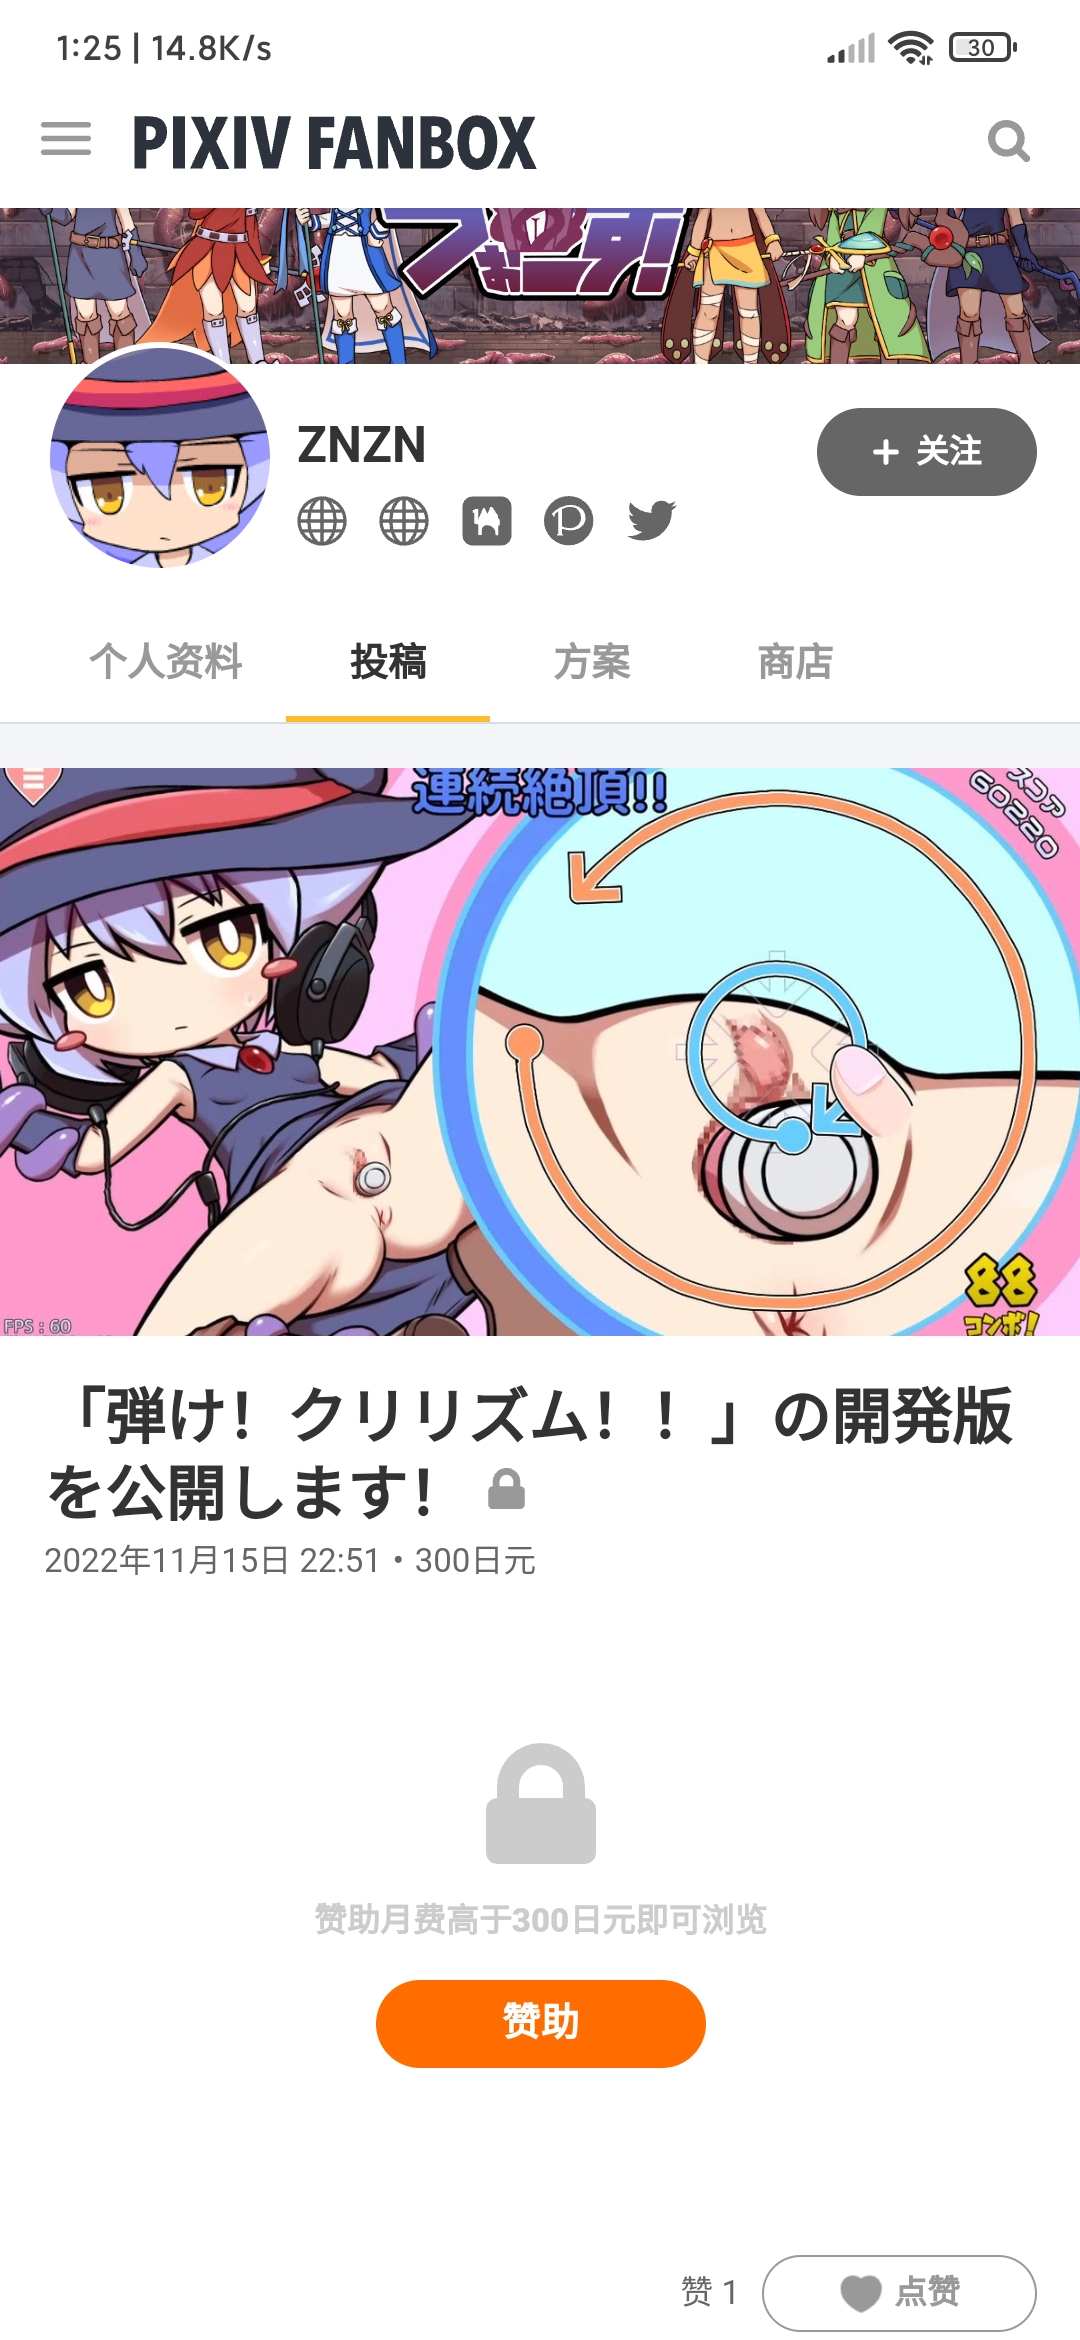 1:25 | 14.8K/s
30
PIXIV FANBOX
ZNZN
+ 关注
个人资料
投稿
方案
商店
連続絶頂!!
スコア
60220
88
コンボ!
FPS : 60
「弾け！クリリズム！！」の開発版
を公開します！
2022年11月15日 22:51・300日元
赞助月费高于300日元即可浏览
赞助
赞 1
点赞